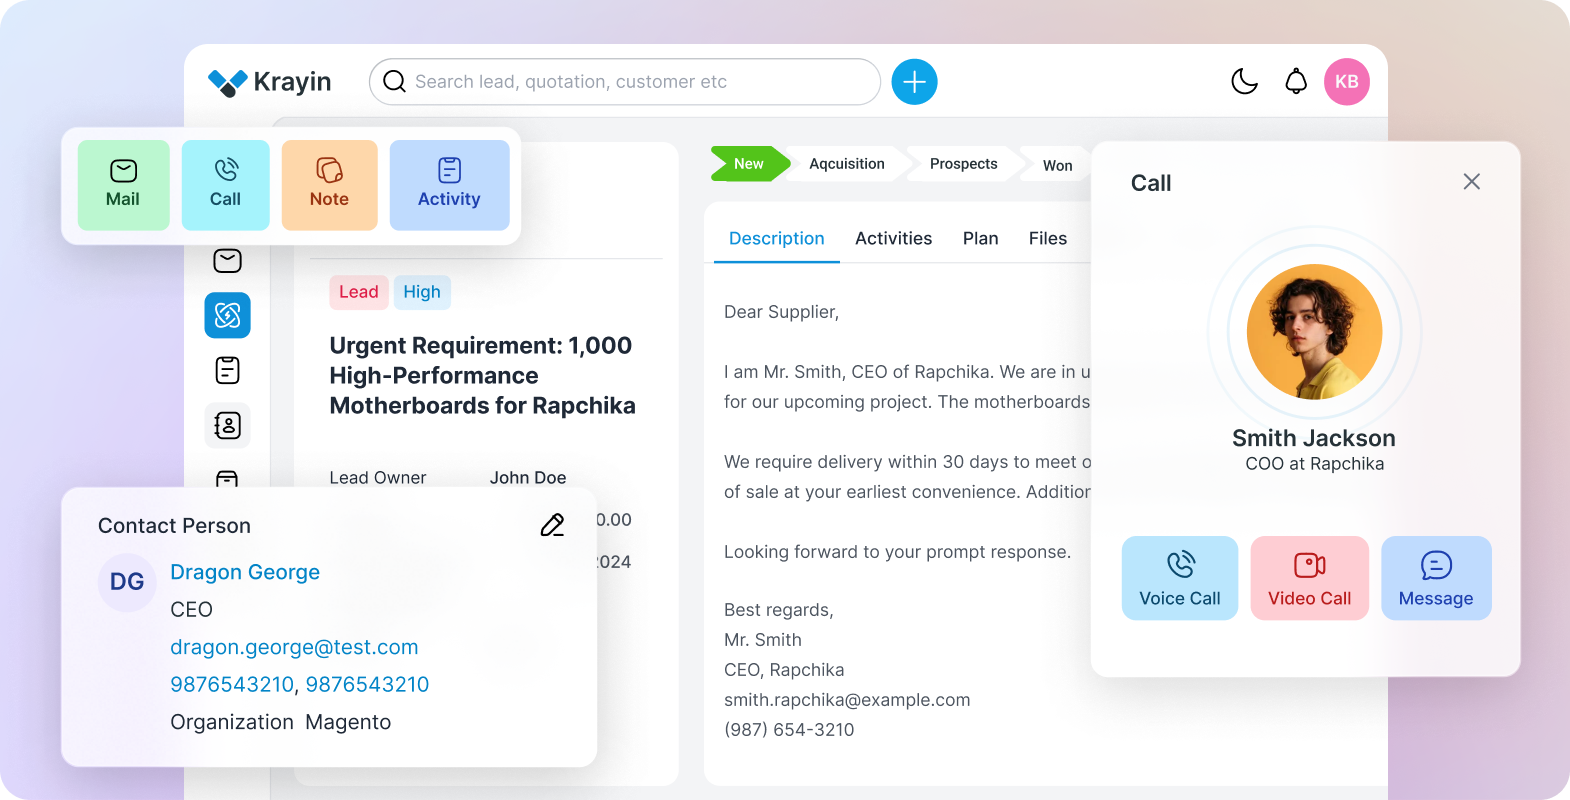 Krayin
Search lead, quotation, customer etc
KB
Mail
Call
Note
Activity
New
Aqcuisition
Prospects
Won
Description
Activities
Plan
Files
Lead
High
Urgent Requirement: 1,000
High-Performance
Motherboards for Rapchika
Lead Owner
John Doe
0.00
2024
Contact Person
DG
Dragon George
CEO
dragon.george@test.com
9876543210, 9876543210
Organization Magento
Dear Supplier,
I am Mr. Smith, CEO of Rapchika. We are in u
for our upcoming project. The motherboards
We require delivery within 30 days to meet o
of sale at your earliest convenience. Addition
Looking forward to your prompt response.
Best regards,
Mr. Smith
CEO, Rapchika
smith.rapchika@example.com
(987) 654-3210
Call
Smith Jackson
COO at Rapchika
Voice Call
Video Call
Message